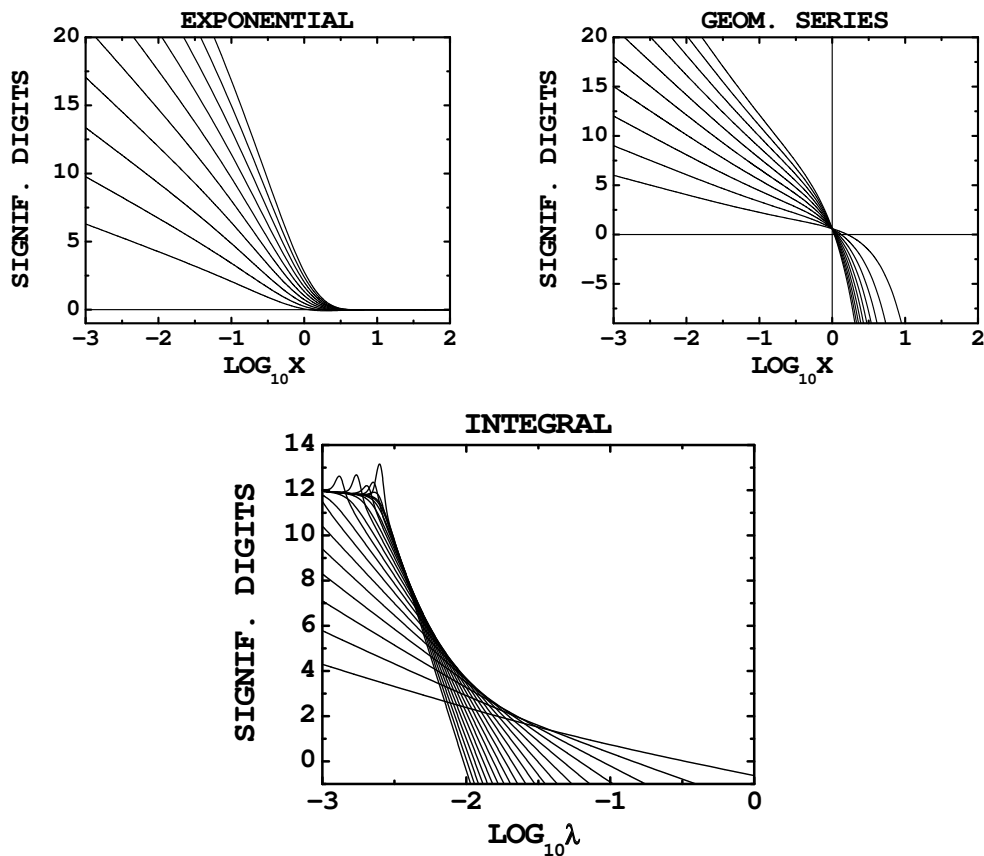 EXPONENTIAL
20
15
10
5
0
SIGNIF. DIGITS
−3 −2 −1 0 1 2
LOG₁₀X
GEOM. SERIES
20
15
10
5
0
−5
SIGNIF. DIGITS
−3 −2 −1 0 1 2
LOG₁₀X
INTEGRAL
14
12
10
8
6
4
2
0
SIGNIF. DIGITS
−3 −2 −1 0
LOG₁₀λ